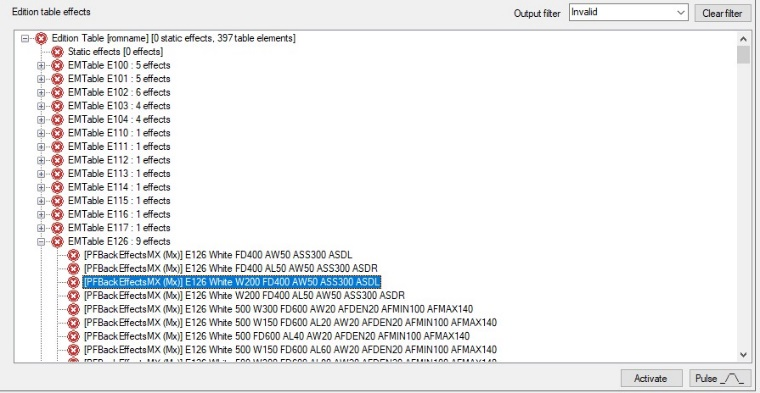 Edition table effects
Output filter Invalid Clear filter
Edition Table [romname] [0 static effects, 397 table elements]
Static effects [0 effects]
EMTable E100 : 5 effects
EMTable E101 : 5 effects
EMTable E102 : 6 effects
EMTable E103 : 4 effects
EMTable E104 : 4 effects
EMTable E110 : 1 effects
EMTable E111 : 1 effects
EMTable E112 : 1 effects
EMTable E113 : 1 effects
EMTable E114 : 1 effects
EMTable E115 : 1 effects
EMTable E116 : 1 effects
EMTable E117 : 1 effects
EMTable E126 : 9 effects
[PFBackEffectsMX (Mx)] E126 White FD400 AW50 ASS300 ASDL
[PFBackEffectsMX (Mx)] E126 White FD400 AL50 AW50 ASS300 ASDR
[PFBackEffectsMX (Mx)] E126 White W200 FD400 AW50 ASS300 ASDL
[PFBackEffectsMX (Mx)] E126 White W200 FD400 AL50 AW50 ASS300 ASDR
[PFBackEffectsMX (Mx)] E126 White 500 W300 FD600 AW20 AFDEN20 AFMIN100 AFMAX140
[PFBackEffectsMX (Mx)] E126 White 500 W150 FD600 AL20 AW20 AFDEN20 AFMIN100 AFMAX140
[PFBackEffectsMX (Mx)] E126 White 500 FD600 AL40 AW20 AFDEN20 AFMIN100 AFMAX140
[PFBackEffectsMX (Mx)] E126 White 500 W150 FD600 AL60 AW20 AFDEN20 AFMIN100 AFMAX140
Activate Pulse